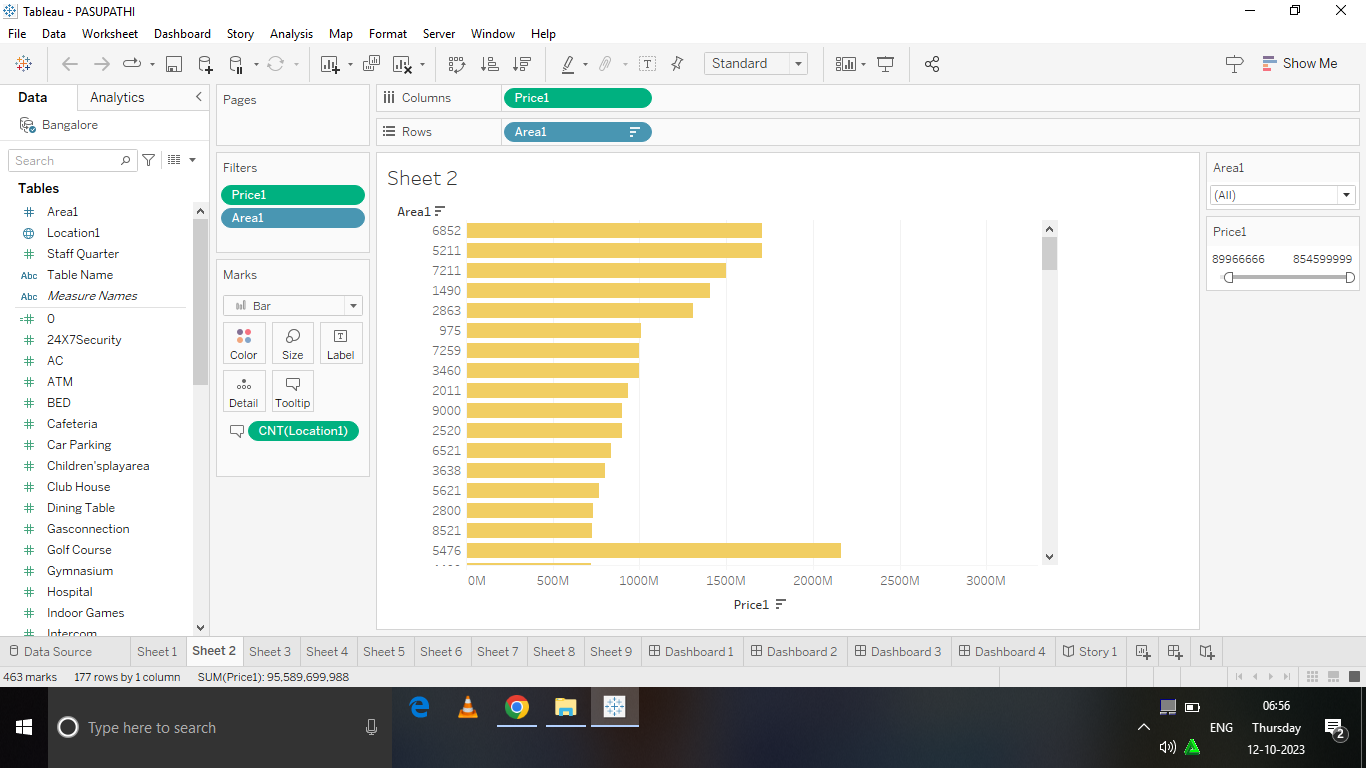 Tableau - PASUPATHI
File Data Worksheet Dashboard Story Analysis Map Format Server Window Help
Standard
Show Me
Data Analytics
Bangalore
Search
Tables
Area1
Location1
Staff Quarter
Abc Table Name
Abc Measure Names
0
24X7Security
AC
ATM
BED
Cafeteria
Car Parking
Children'splayarea
Club House
Dining Table
Gasconnection
Golf Course
Gymnasium
Hospital
Indoor Games
Intercom
Pages
Filters
Price1
Area1
Marks
Bar
Color Size Label
Detail Tooltip
CNT(Location1)
Columns Price1
Rows Area1
Sheet 2
Area1
6852
5211
7211
1490
2863
975
7259
3460
2011
9000
2520
6521
3638
5621
2800
8521
5476
0M 500M 1000M 1500M 2000M 2500M 3000M
Price1
Area1
(All)
Price1
89966666 854599999
Data Source Sheet 1 Sheet 2 Sheet 3 Sheet 4 Sheet 5 Sheet 6 Sheet 7 Sheet 8 Sheet 9 Dashboard 1 Dashboard 2 Dashboard 3 Dashboard 4 Story 1
463 marks 177 rows by 1 column SUM(Price1): 95,589,699,988
Type here to search
ENG
06:56
Thursday
12-10-2023
2